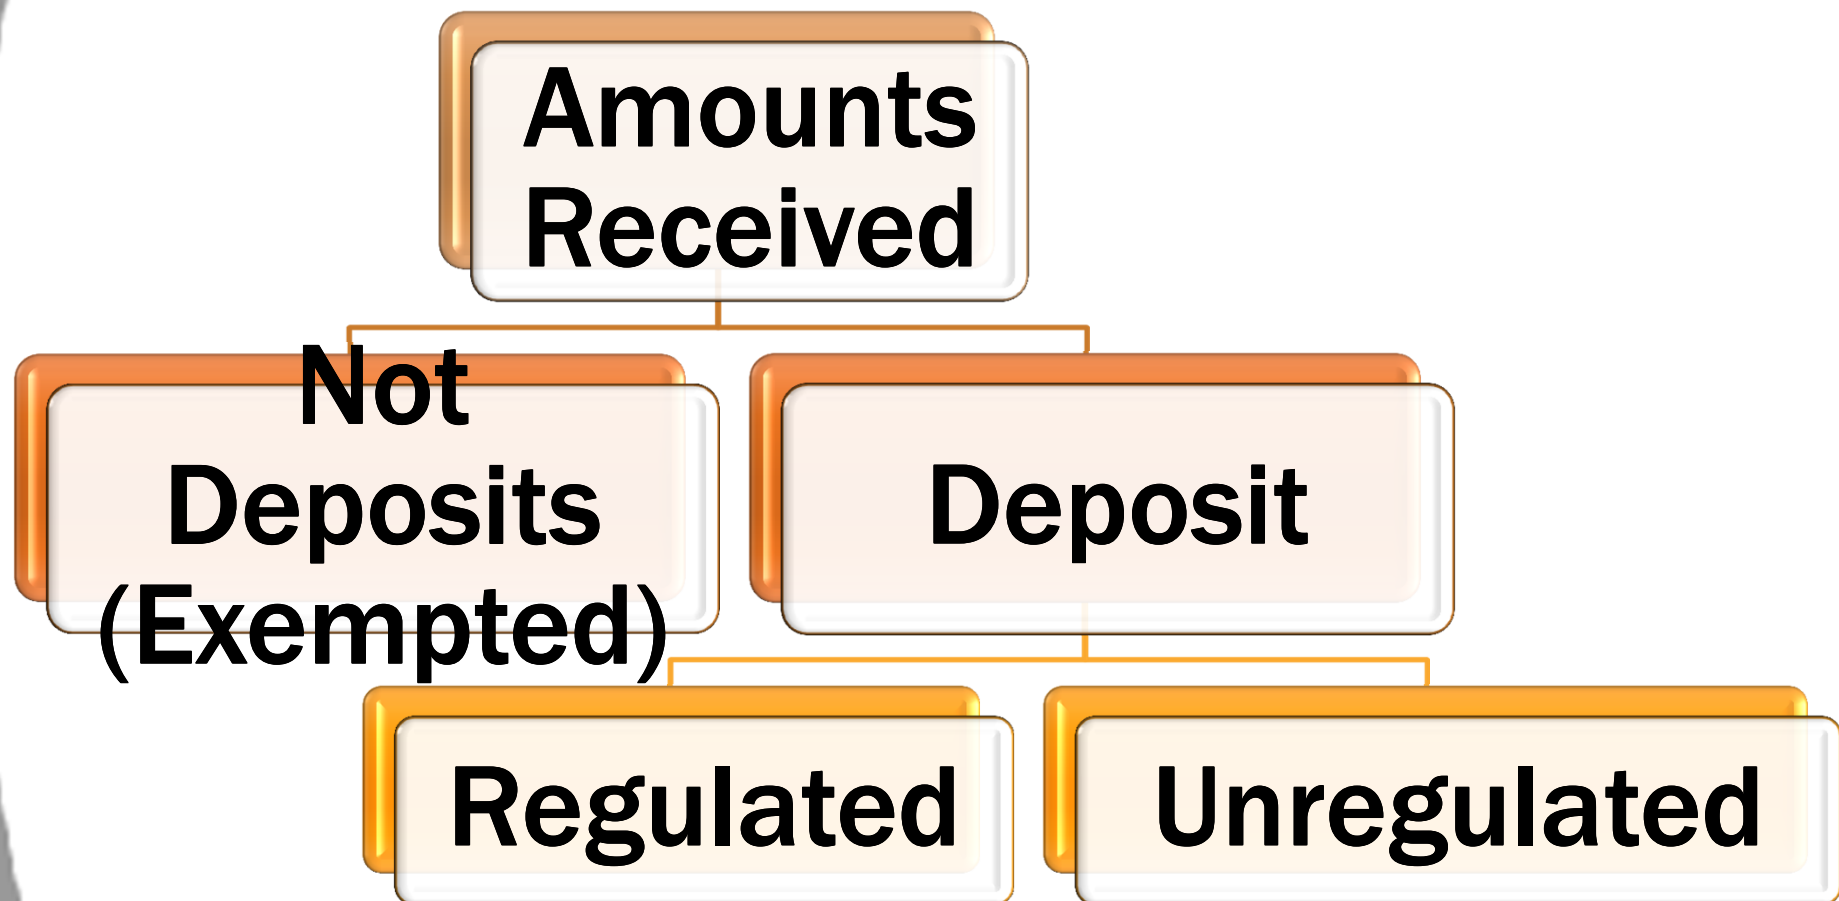 Amounts
Received
Not
Deposits
(Exempted)
Deposit
Regulated
Unregulated